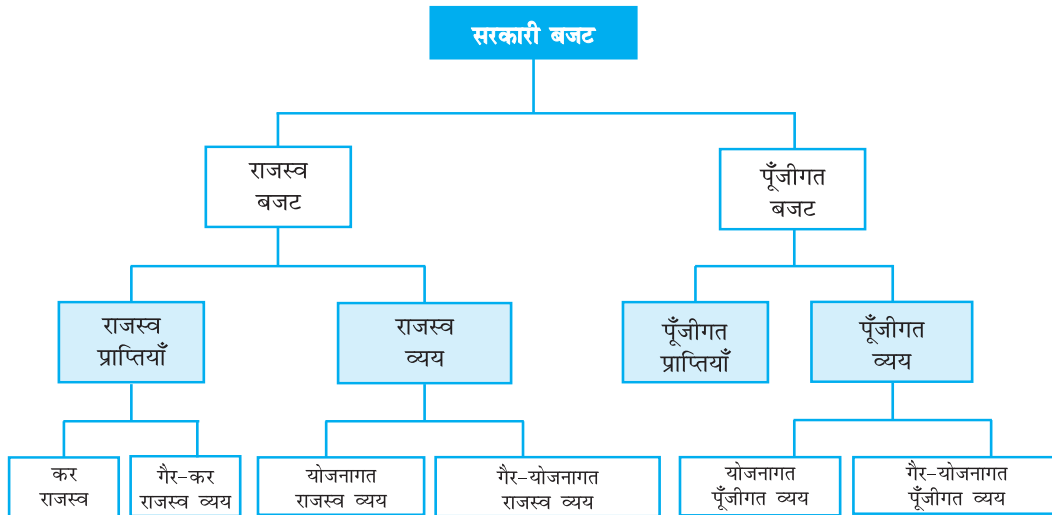 सरकारी बजट
राजस्व
बजट
पूँजीगत
बजट
राजस्व
प्राप्तियाँ
राजस्व
व्यय
पूँजीगत
प्राप्तियाँ
पूँजीगत
व्यय
कर
राजस्व
गैर-कर
राजस्व व्यय
योजनागत
राजस्व व्यय
गैर-योजनागत
राजस्व व्यय
योजनागत
पूँजीगत व्यय
गैर-योजनागत
पूँजीगत व्यय